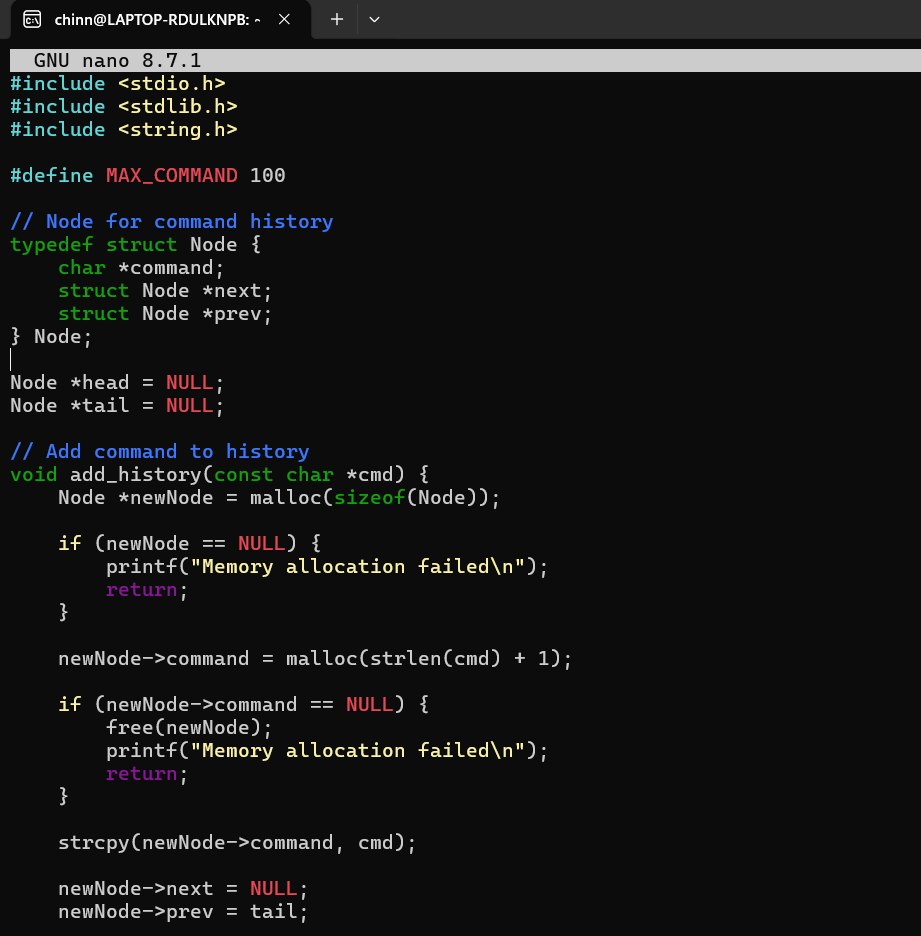 chinn@LAPTOP-RDULKNPB: ~
GNU nano 8.7.1
#include <stdio.h>
#include <stdlib.h>
#include <string.h>
#define MAX_COMMAND 100
// Node for command history
typedef struct Node {
    char *command;
    struct Node *next;
    struct Node *prev;
} Node;
Node *head = NULL;
Node *tail = NULL;
// Add command to history
void add_history(const char *cmd) {
    Node *newNode = malloc(sizeof(Node));
    if (newNode == NULL) {
        printf("Memory allocation failed\n");
        return;
    }
    newNode->command = malloc(strlen(cmd) + 1);
    if (newNode->command == NULL) {
        free(newNode);
        printf("Memory allocation failed\n");
        return;
    }
    strcpy(newNode->command, cmd);
    newNode->next = NULL;
    newNode->prev = tail;